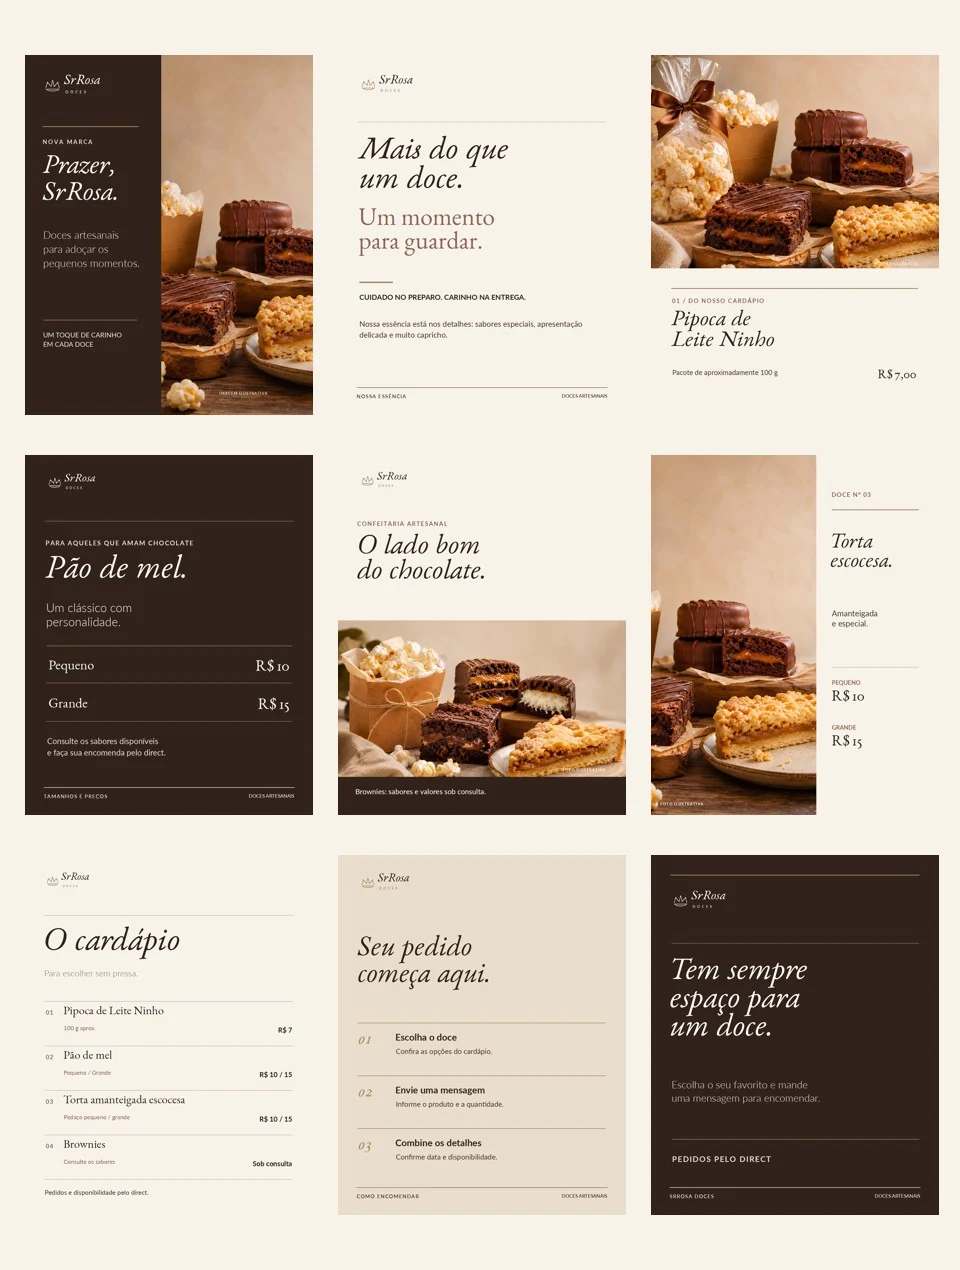 SrRosa
DOCES
NOVA MARCA
Prazer,
SrRosa.
Doces artesanais
para adoçar os
pequenos momentos.
UM TOQUE DE CARINHO
EM CADA DOCE
IMAGEM ILUSTRATIVA
SrRosa
DOCES
Mais do que
um doce.
Um momento
para guardar.
CUIDADO NO PREPARO. CARINHO NA ENTREGA.
Nossa essência está nos detalhes: sabores especiais, apresentação
delicada e muito capricho.
NOSSA ESSÊNCIA
DOCES ARTESANAIS
01 / DO NOSSO CARDÁPIO
Pipoca de
Leite Ninho
Pacote de aproximadamente 100 g
R$ 7,00
SrRosa
DOCES
PARA AQUELES QUE AMAM CHOCOLATE
Pão de mel.
Um clássico com
personalidade.
Pequeno R$ 10
Grande R$ 15
Consulte os sabores disponíveis
e faça sua encomenda pelo direct.
TAMANHOS E PREÇOS
DOCES ARTESANAIS
SrRosa
DOCES
CONFEITARIA ARTESANAL
O lado bom
do chocolate.
FOTO ILUSTRATIVA
Brownies: sabores e valores sob consulta.
DOCE Nº 03
Torta
escocesa.
Amanteigada
e especial.
PEQUENO
R$ 10
GRANDE
R$ 15
FOTO ILUSTRATIVA
SrRosa
DOCES
O cardápio
Para escolher sem pressa.
01 Pipoca de Leite Ninho
100 g aprox. R$ 7
02 Pão de mel
Pequeno / Grande R$ 10 / 15
03 Torta amanteigada escocesa
Pedaço pequeno / grande R$ 10 / 15
04 Brownies
Consulte os sabores Sob consulta
Pedidos e disponibilidade pelo direct.
SrRosa
DOCES
Seu pedido
começa aqui.
01 Escolha o doce
Confira as opções do cardápio.
02 Envie uma mensagem
Informe o produto e a quantidade.
03 Combine os detalhes
Confirme data e disponibilidade.
COMO ENCOMENDAR
DOCES ARTESANAIS
SrRosa
DOCES
Tem sempre
espaço para
um doce.
Escolha o seu favorito e mande
uma mensagem para encomendar.
PEDIDOS PELO DIRECT
SRROSA DOCES
DOCES ARTESANAIS